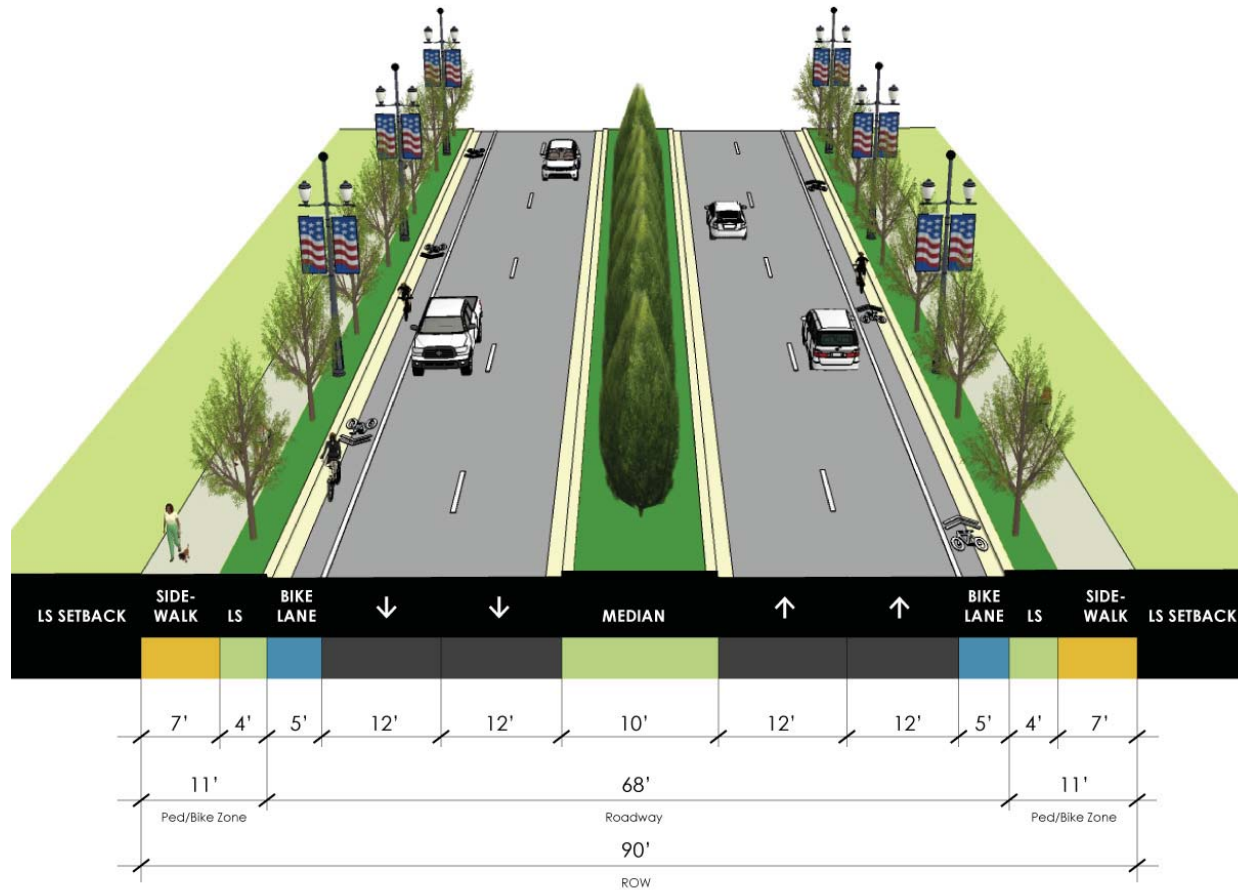 LS SETBACK
SIDE-
WALK
LS
BIKE
LANE
↓
↓
MEDIAN
↑
↑
BIKE
LANE
LS
SIDE-
WALK
LS SETBACK
7’ 4’ 5’ 12’ 12’ 10’ 12’ 12’ 5’ 4’ 7’
11’ 68’ 11’
Ped/Bike Zone Roadway Ped/Bike Zone
90’
ROW